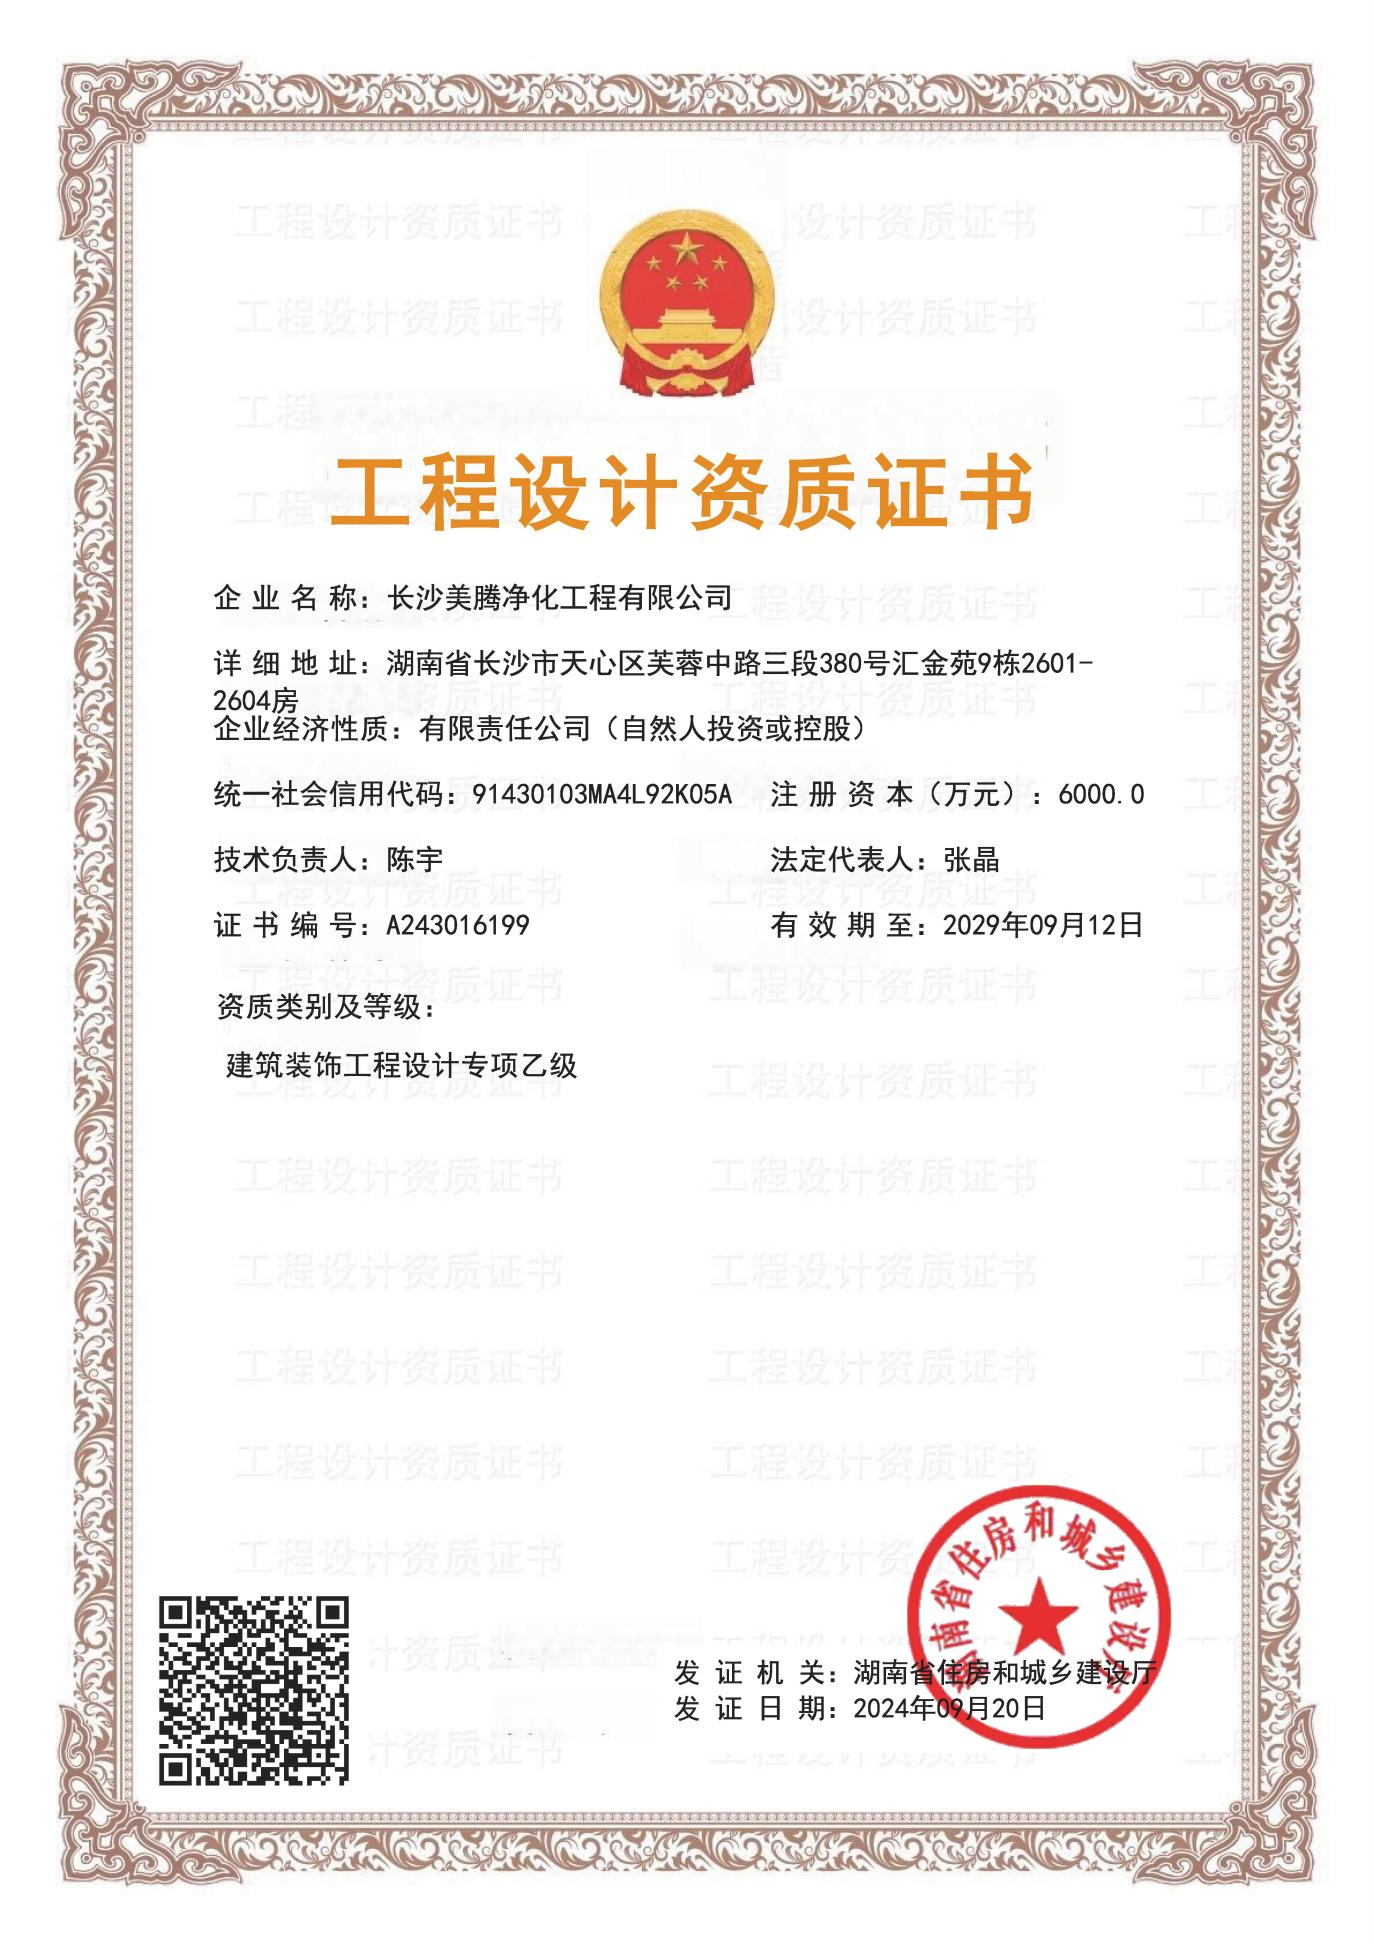 工程设计资质证书
企业名称：长沙美腾净化工程有限公司
详细地址：湖南省长沙市天心区芙蓉中路三段380号汇金苑9栋2601-
2604房
企业经济性质：有限责任公司（自然人投资或控股）
统一社会信用代码：91430103MA4L92K05A 注册资本（万元）：6000.0
技术负责人：陈宇 法定代表人：张晶
证书编号：A243016199 有效期至：2029年09月12日
资质类别及等级：
建筑装饰工程设计专项乙级
湖南省住房和城乡建设厅
发证机关：湖南省住房和城乡建设厅
发证日期：2024年09月20日